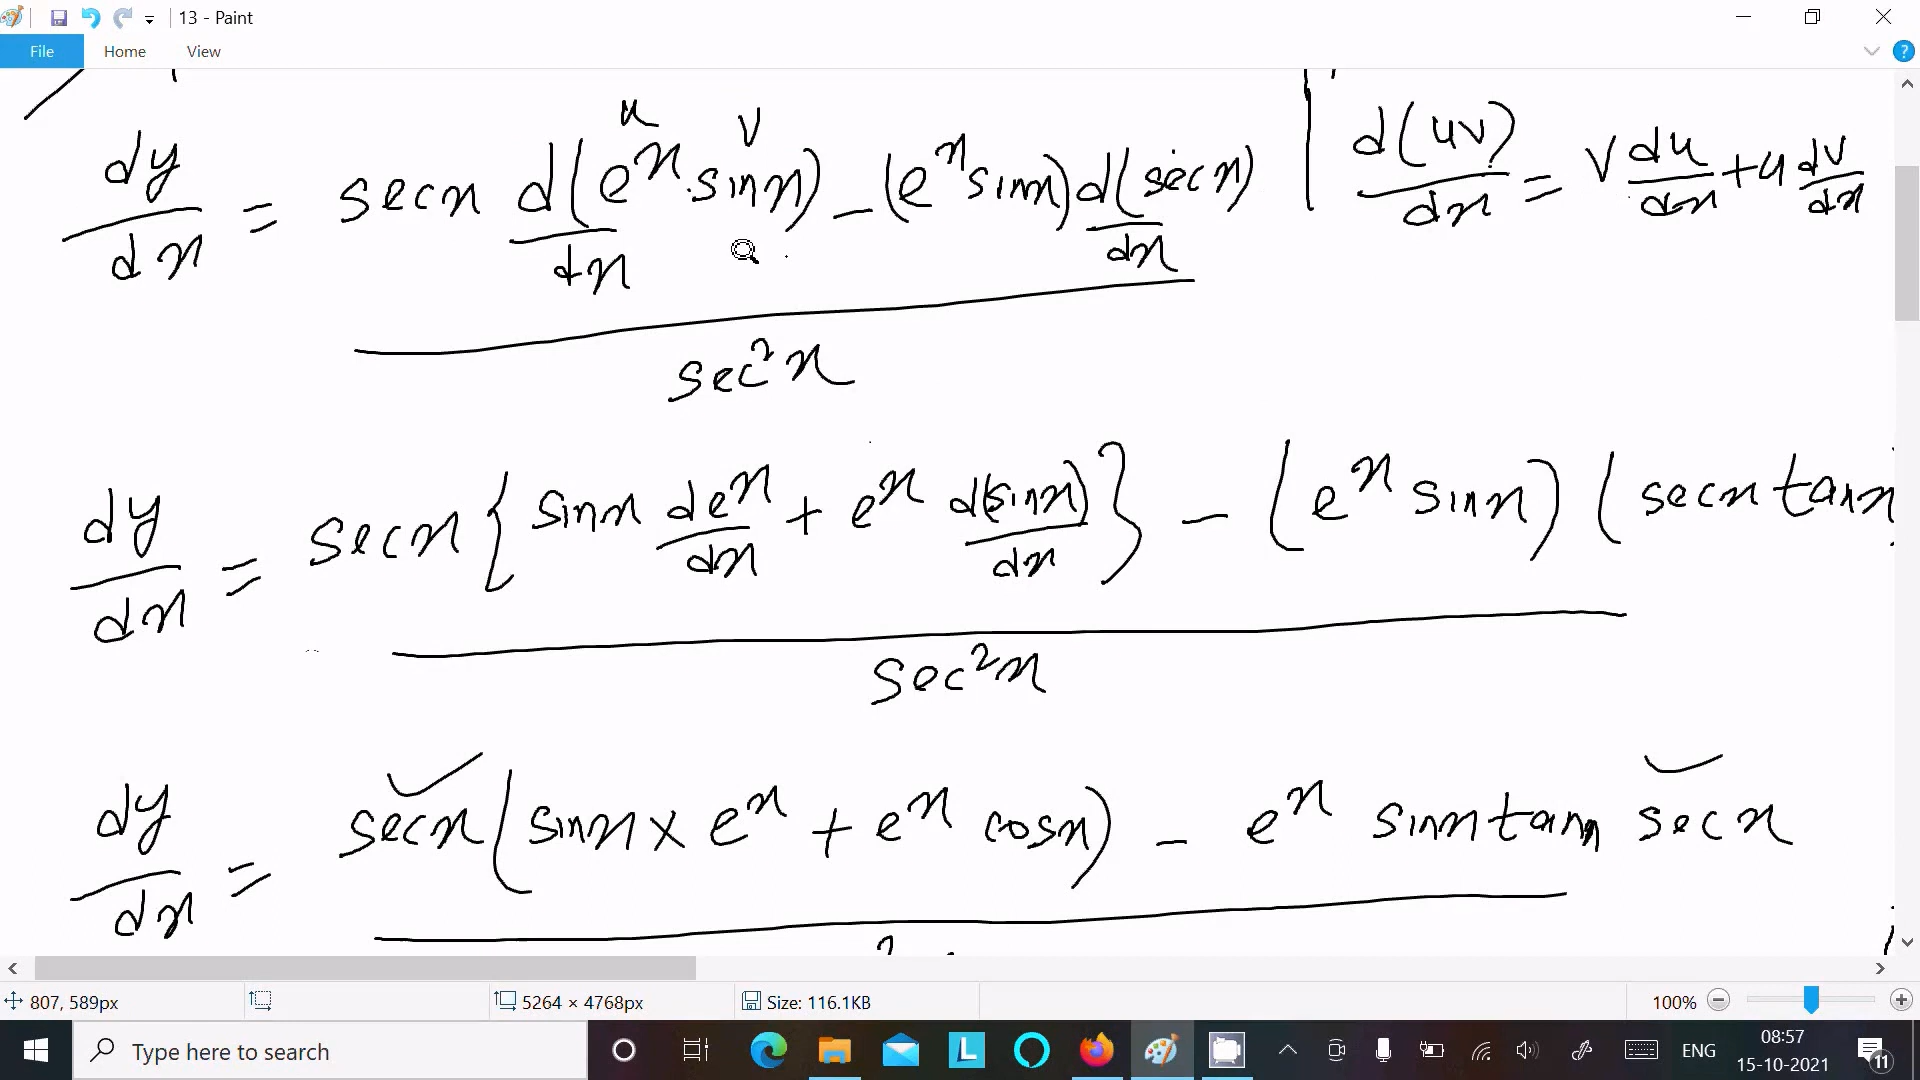 13 - Paint
File Home View
dy/dx = secx d(e^x . sinx)/dx - (e^x sinx) d(secx)/dx
u v
sec²x
d(uv)/dx = v du/dx + u dv/dx
dy/dx = secx { sinx de^x/dx + e^x d(sinx)/dx } - (e^x sinx) (secx tanx
sec²x
dy/dx = secx (sinx × e^x + e^x cosx) - e^x sinx tanx secx
2
807, 589px 5264 × 4768px Size: 116.1KB 100%
Type here to search
L
ENG
08:57
15-10-2021
11